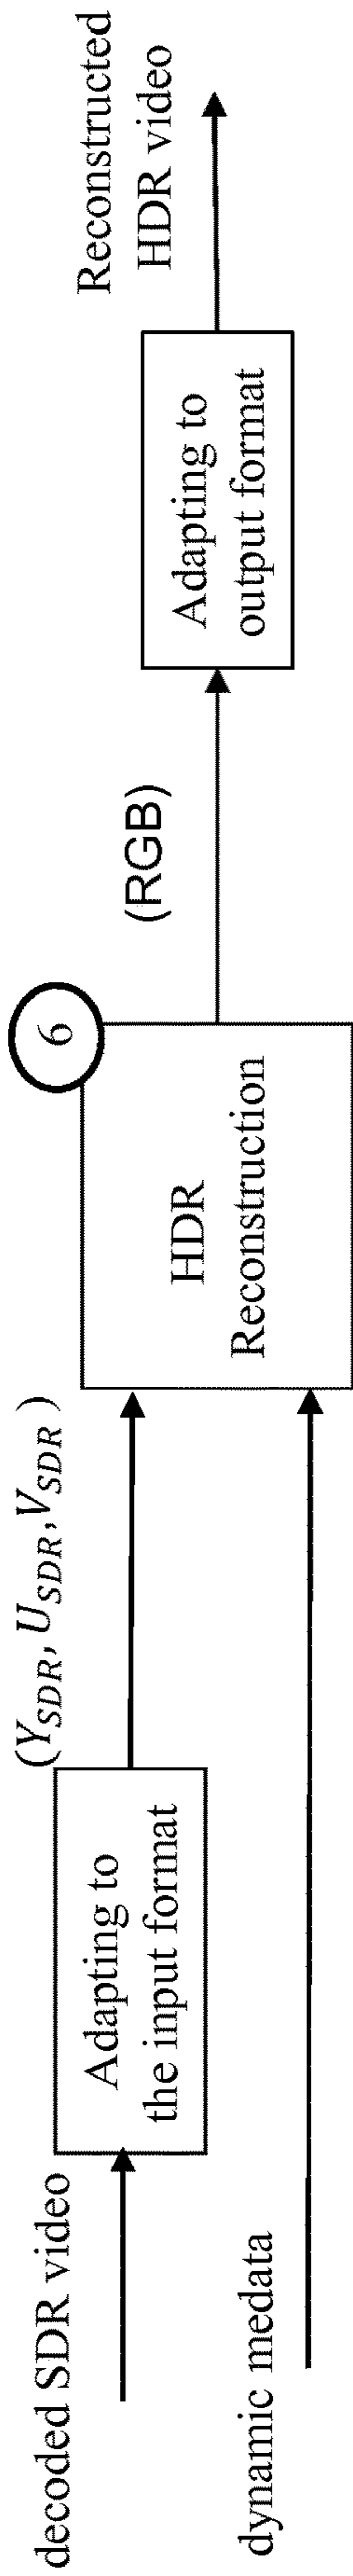 decoded SDR video
Adapting to
the input format
(Y_SDR, U_SDR, V_SDR)
dynamic medata
6
HDR
Reconstruction
(RGB)
Adapting to
output format
Reconstructed
HDR video